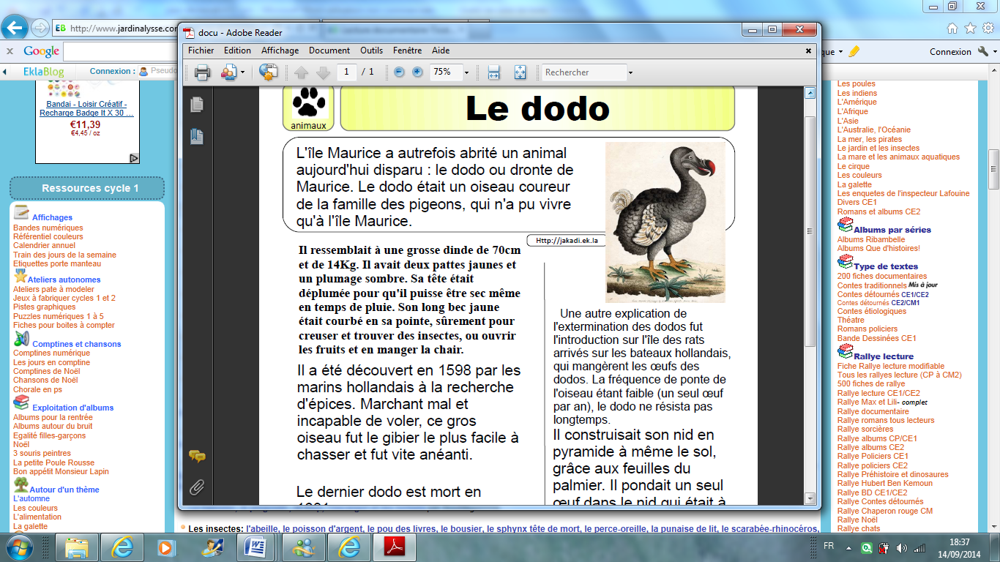 http://www.jardinalysse.co
Google
Connexion
EklaBlog
Connexion :
Pseudo
Bandai - Loisir Créatif -
Recharge Badge It X 30 ...
€11,39
€4,45 / oz
Ressources cycle 1
Affichages
Bandes numériques
Référentiel couleurs
Calendrier annuel
Train des jours de la semaine
Etiquettes porte manteau
Ateliers autonomes
Ateliers pate à modeler
Jeux à fabriquer cycles 1 et 2
Pistes graphiques
Puzzles numériques 1 à 5
Fiches pour boites à compter
Comptines et chansons
Comptines numérique
Les jours en comptine
Comptines de Noël
Chansons de Noël
Chorale en ps
Exploitation d'albums
Albums pour la rentrée
Albums autour du bruit
Egalité filles-garçons
Noël
3 souris peintres
La petite Poule Rousse
Bon appétit Monsieur Lapin
Autour d'un thème
L'automne
Les couleurs
L'alimentation
La galette
docu - Adobe Reader
Fichier Edition Affichage Document Outils Fenêtre Aide
1 / 1
75%
Rechercher
animaux
Le dodo
L'île Maurice a autrefois abrité un animal
aujourd'hui disparu : le dodo ou dronte de
Maurice. Le dodo était un oiseau coureur
de la famille des pigeons, qui n'a pu vivre
qu'à l'île Maurice.
Http://jakadi.ek.la
Il ressemblait à une grosse dinde de 70cm
et de 14Kg. Il avait deux pattes jaunes et
un plumage sombre. Sa tête était
déplumée pour qu'il puisse être sec même
en temps de pluie. Son long bec jaune
était courbé en sa pointe, sûrement pour
creuser et trouver des insectes, ou ouvrir
les fruits et en manger la chair.
Il a été découvert en 1598 par les
marins hollandais à la recherche
d'épices. Marchant mal et
incapable de voler, ce gros
oiseau fut le gibier le plus facile à
chasser et fut vite anéanti.
Le dernier dodo est mort en
Une autre explication de
l'extermination des dodos fut
l'introduction sur l'île des rats
arrivés sur les bateaux hollandais,
qui mangèrent les œufs des
dodos. La fréquence de ponte de
l'oiseau étant faible (un seul œuf
par an), le dodo ne résista pas
longtemps.
Il construisait son nid en
pyramide à même le sol,
grâce aux feuilles du
palmier. Il pondait un seul
œuf dans le nid qui était à
Les insectes: l'abeille, le poisson d'argent, le pou des livres, le bousier, le sphynx tête de mort, le perce-oreille, la punaise de lit, le scarabée-rhinocéros,
que
Les poules
Les indiens
L'Amérique
L'Afrique
L'Asie
L'Australie, l'Océanie
La mer, les pirates
Le jardin et les insectes
La mare et les animaux aquatiques
Le cirque
Les couleurs
La galette
Les enquetes de l'inspecteur Lafouine
Divers CE1
Romans et albums CE2
Albums par séries
Albums Ribambelle
Albums Que d'histoires!
Type de textes
200 fiches documentaires
Contes traditionnels Mis à jour
Contes détournés CE1/CE2
Contes détournés CE2/CM1
Contes étiologiques
Théatre
Romans policiers
Bande Dessinées CE1
Rallye lecture
Fiche Rallye lecture modifiable
Tous les rallyes lecture (CP à CM2)
500 fiches de rallye
Rallye lecture CE1/CE2
Rallye Max et Lili- complet
Rallye documentaire
Rallye romans tous lecteurs
Rallye sorcières
Rallye albums CP/CE1
Rallye albums CE2
Rallye Policiers CE1
Rallye policiers CE2
Rallye Préhistoire et dinosaures
Rallye Hubert Ben Kemoun
Rallye BD CE1/CE2
Rallye Contes détournés
Rallye Chaperon rouge CM
Rallye Noël
Rallye chats
FR
18:37
14/09/2014